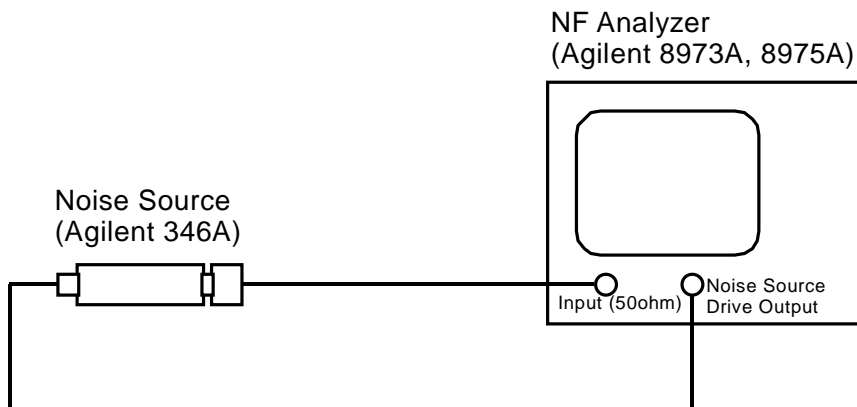 NF Analyzer
(Agilent 8973A, 8975A)
Noise Source
(Agilent 346A)
Input (50ohm)
Noise Source
Drive Output